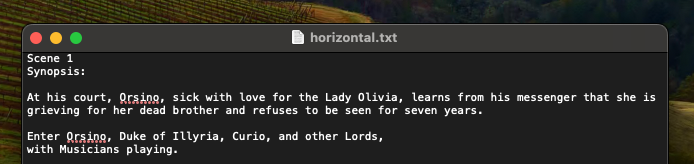 horizontal.txt
Scene 1
Synopsis:
At his court, Orsino, sick with love for the Lady Olivia, learns from his messenger that she is
grieving for her dead brother and refuses to be seen for seven years.
Enter Orsino, Duke of Illyria, Curio, and other Lords,
with Musicians playing.